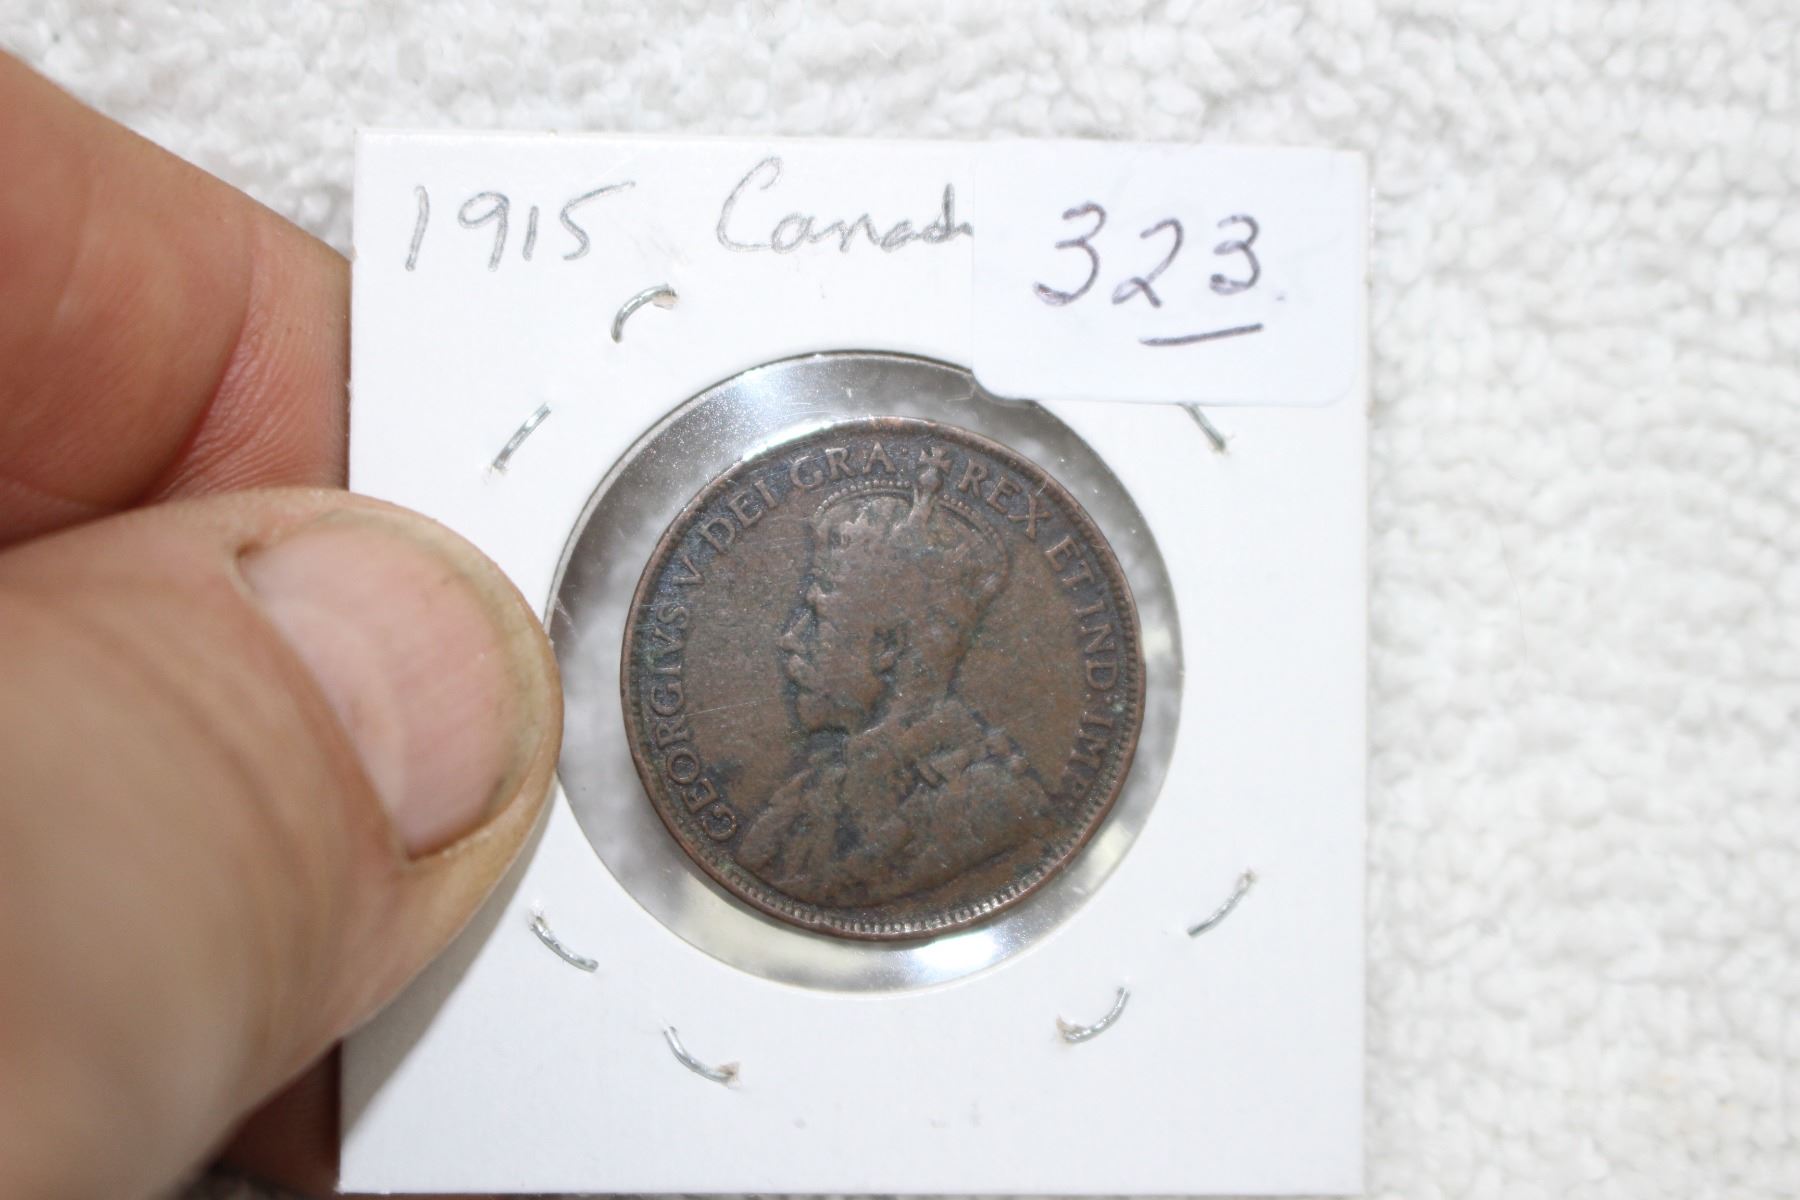 1915 Canad
323
GEORGIVS V DEI GRA: REX ET IND: IMP: